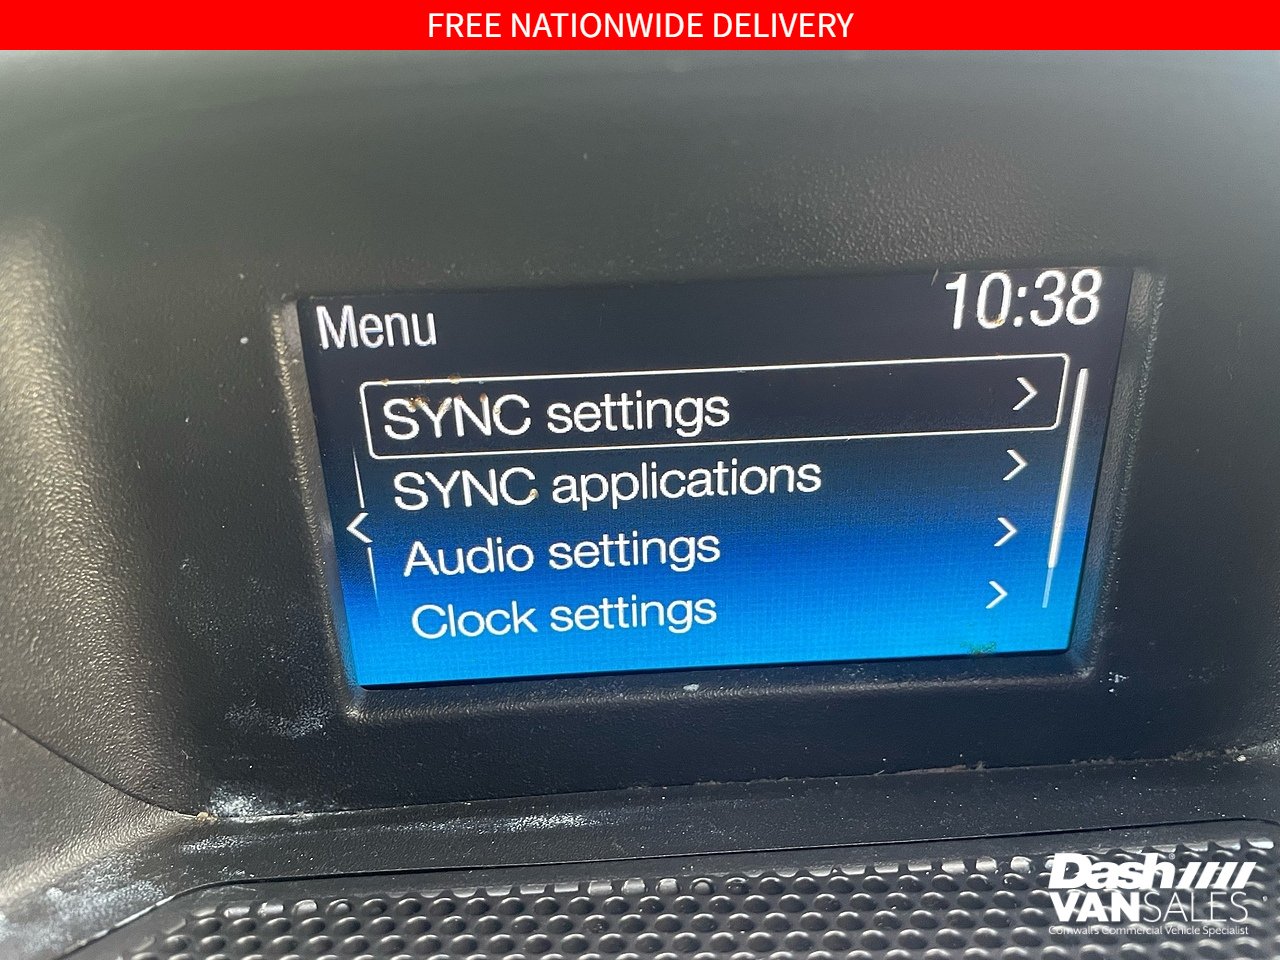 FREE NATIONWIDE DELIVERY
Menu
10:38
SYNC settings
SYNC applications
Audio settings
Clock settings
Dash
VANSALES
Cornwall's Commercial Vehicle Specialist